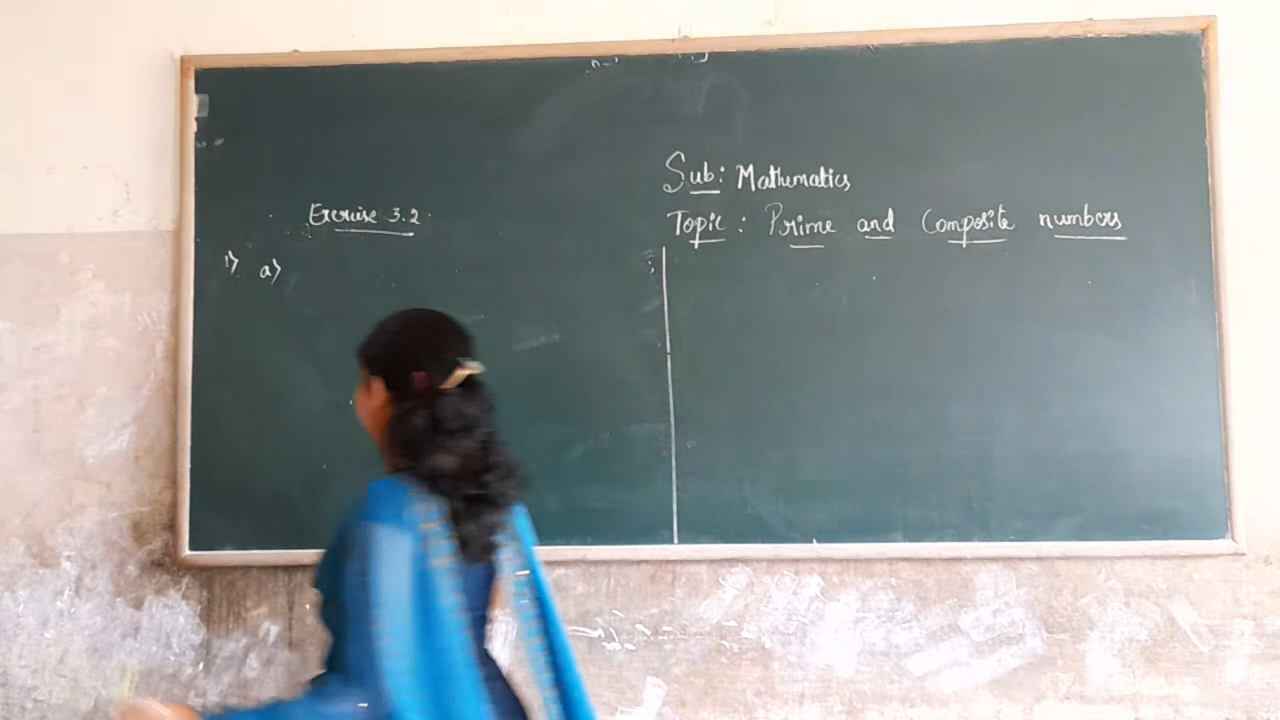 Sub: Mathematics
Topic: Prime and Composite numbers
Exercise 3.2
1) a)